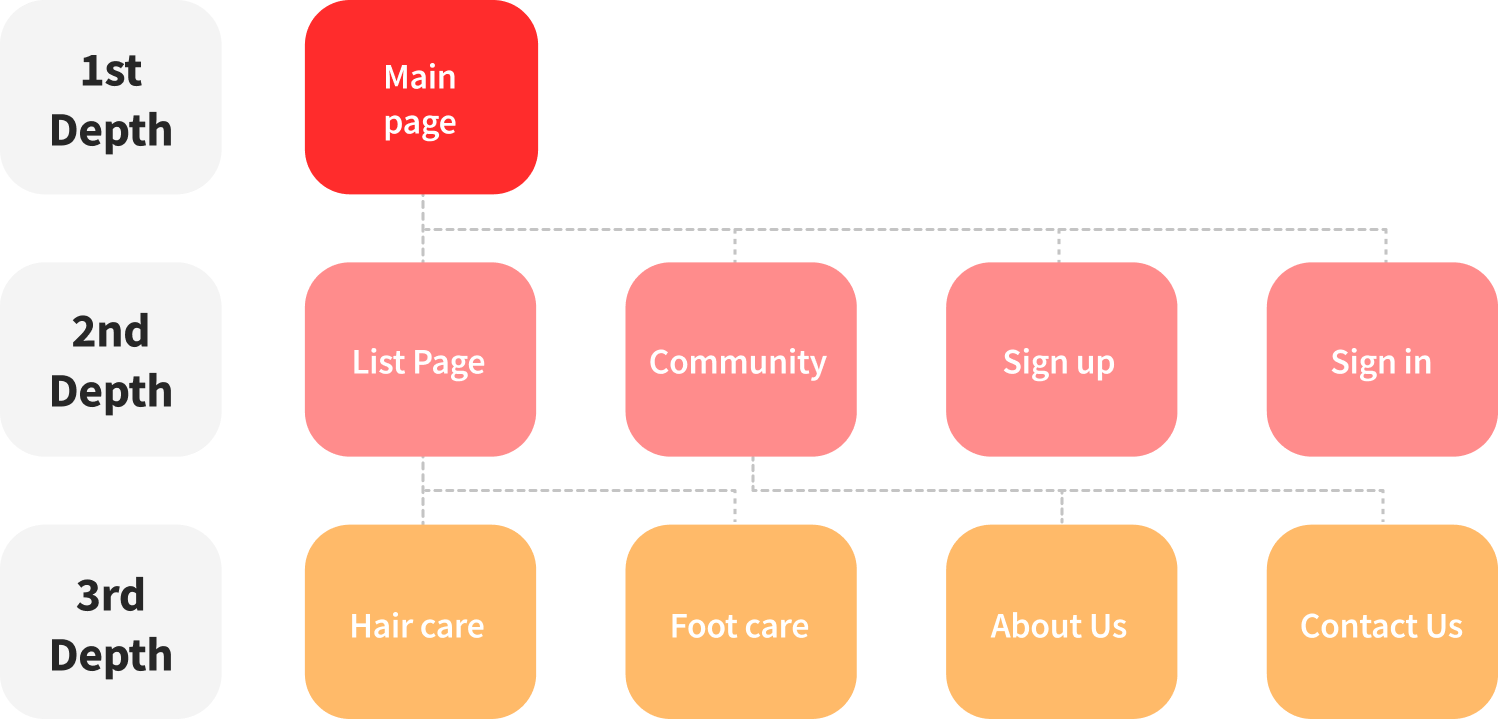 1st
Depth
Main
page
2nd
Depth
List Page
Community
Sign up
Sign in
3rd
Depth
Hair care
Foot care
About Us
Contact Us